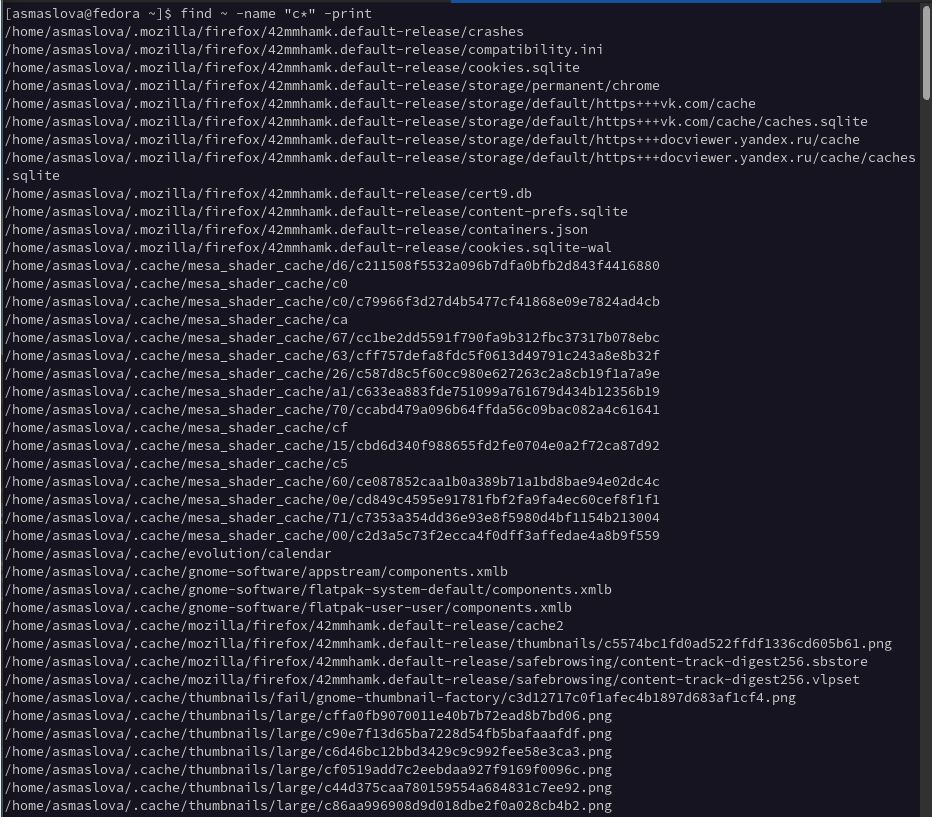 [asmaslova@fedora ~]$ find ~ -name "c*" -print
/home/asmaslova/.mozilla/firefox/42mmhamk.default-release/crashes
/home/asmaslova/.mozilla/firefox/42mmhamk.default-release/compatibility.ini
/home/asmaslova/.mozilla/firefox/42mmhamk.default-release/cookies.sqlite
/home/asmaslova/.mozilla/firefox/42mmhamk.default-release/storage/permanent/chrome
/home/asmaslova/.mozilla/firefox/42mmhamk.default-release/storage/default/https+++vk.com/cache
/home/asmaslova/.mozilla/firefox/42mmhamk.default-release/storage/default/https+++vk.com/cache/caches.sqlite
/home/asmaslova/.mozilla/firefox/42mmhamk.default-release/storage/default/https+++docviewer.yandex.ru/cache
/home/asmaslova/.mozilla/firefox/42mmhamk.default-release/storage/default/https+++docviewer.yandex.ru/cache/caches
.sqlite
/home/asmaslova/.mozilla/firefox/42mmhamk.default-release/cert9.db
/home/asmaslova/.mozilla/firefox/42mmhamk.default-release/content-prefs.sqlite
/home/asmaslova/.mozilla/firefox/42mmhamk.default-release/containers.json
/home/asmaslova/.mozilla/firefox/42mmhamk.default-release/cookies.sqlite-wal
/home/asmaslova/.cache/mesa_shader_cache/d6/c211508f5532a096b7dfa0bfb2d843f4416880
/home/asmaslova/.cache/mesa_shader_cache/c0
/home/asmaslova/.cache/mesa_shader_cache/c0/c79966f3d27d4b5477cf41868e09e7824ad4cb
/home/asmaslova/.cache/mesa_shader_cache/ca
/home/asmaslova/.cache/mesa_shader_cache/67/cc1be2dd5591f790fa9b312fbc37317b078ebc
/home/asmaslova/.cache/mesa_shader_cache/63/cff757defa8fdc5f0613d49791c243a8e8b32f
/home/asmaslova/.cache/mesa_shader_cache/26/c587d8c5f60cc980e627263c2a8cb19f1a7a9e
/home/asmaslova/.cache/mesa_shader_cache/a1/c633ea883fde751099a761679d434b12356b19
/home/asmaslova/.cache/mesa_shader_cache/70/ccabd479a096b64ffda56c09bac082a4c61641
/home/asmaslova/.cache/mesa_shader_cache/cf
/home/asmaslova/.cache/mesa_shader_cache/15/cbd6d340f988655fd2fe0704e0a2f72ca87d92
/home/asmaslova/.cache/mesa_shader_cache/c5
/home/asmaslova/.cache/mesa_shader_cache/60/ce087852caa1b0a389b71a1bd8bae94e02dc4c
/home/asmaslova/.cache/mesa_shader_cache/0e/cd849c4595e91781fbf2fa9fa4ec60cef8f1f1
/home/asmaslova/.cache/mesa_shader_cache/71/c7353a354dd36e93e8f5980d4bf1154b213004
/home/asmaslova/.cache/mesa_shader_cache/00/c2d3a5c73f2ecca4f0dff3affedae4a8b9f559
/home/asmaslova/.cache/evolution/calendar
/home/asmaslova/.cache/gnome-software/appstream/components.xmlb
/home/asmaslova/.cache/gnome-software/flatpak-system-default/components.xmlb
/home/asmaslova/.cache/gnome-software/flatpak-user-user/components.xmlb
/home/asmaslova/.cache/mozilla/firefox/42mmhamk.default-release/cache2
/home/asmaslova/.cache/mozilla/firefox/42mmhamk.default-release/thumbnails/c5574bc1fd0ad522ffdf1336cd605b61.png
/home/asmaslova/.cache/mozilla/firefox/42mmhamk.default-release/safebrowsing/content-track-digest256.sbstore
/home/asmaslova/.cache/mozilla/firefox/42mmhamk.default-release/safebrowsing/content-track-digest256.vlpset
/home/asmaslova/.cache/thumbnails/fail/gnome-thumbnail-factory/c3d12717c0f1afec4b1897d683af1cf4.png
/home/asmaslova/.cache/thumbnails/large/cffa0fb9070011e40b7b72ead8b7bd06.png
/home/asmaslova/.cache/thumbnails/large/c90e7f13d65ba7228d54fb5bafaaafdf.png
/home/asmaslova/.cache/thumbnails/large/c6d46bc12bbd3429c9c992fee58e3ca3.png
/home/asmaslova/.cache/thumbnails/large/cf0519add7c2eebdaa927f9169f0096c.png
/home/asmaslova/.cache/thumbnails/large/c44d375caa780159554a684831c7ee92.png
/home/asmaslova/.cache/thumbnails/large/c86aa996908d9d018dbe2f0a028cb4b2.png